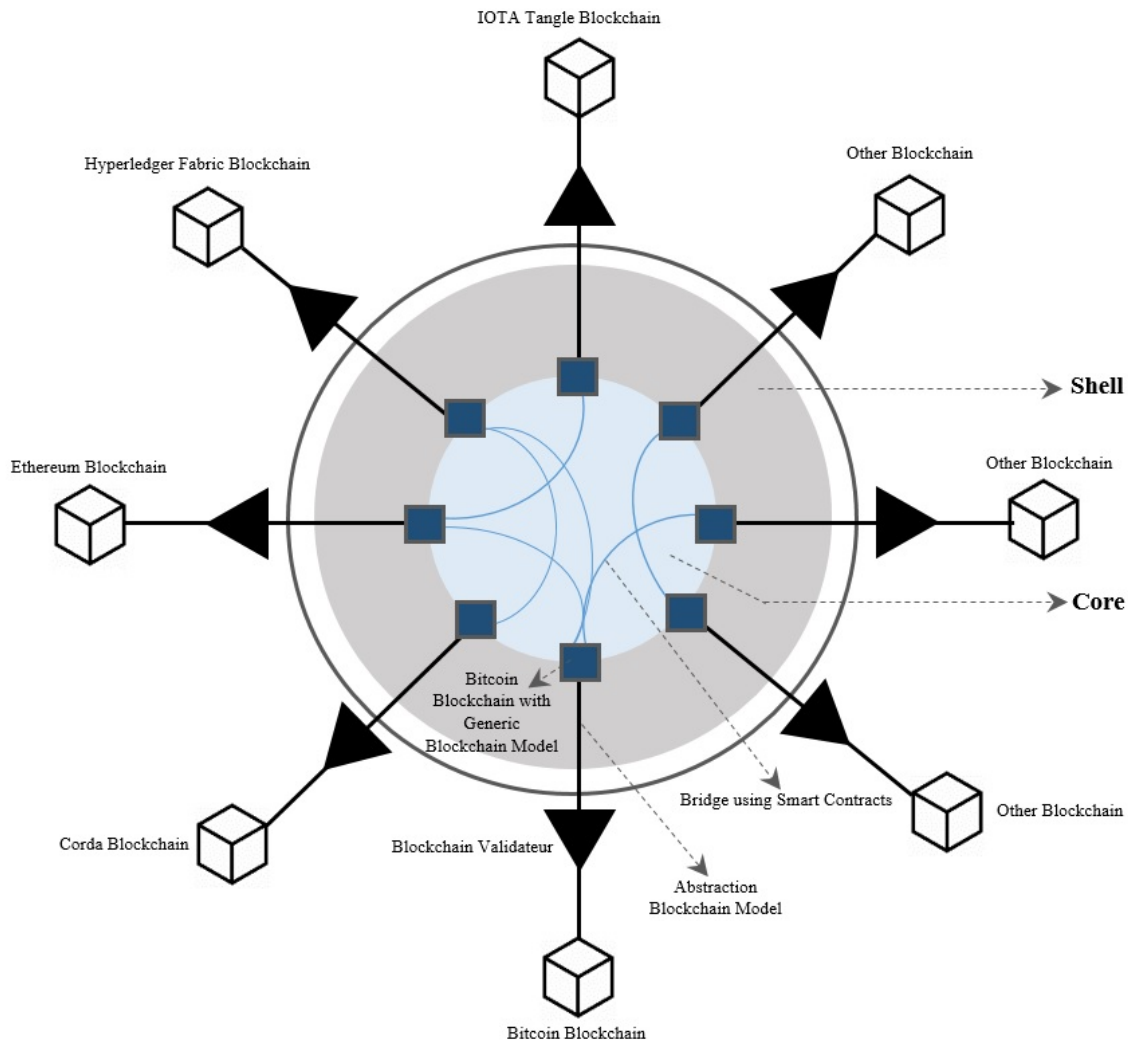 IOTA Tangle Blockchain
Other Blockchain
Hyperledger Fabric Blockchain
Shell
Ethereum Blockchain
Other Blockchain
Core
Bitcoin
Blockchain with
Generic
Blockchain Model
Bridge using Smart Contracts
Other Blockchain
Corda Blockchain
Blockchain Validateur
Abstraction
Blockchain Model
Bitcoin Blockchain